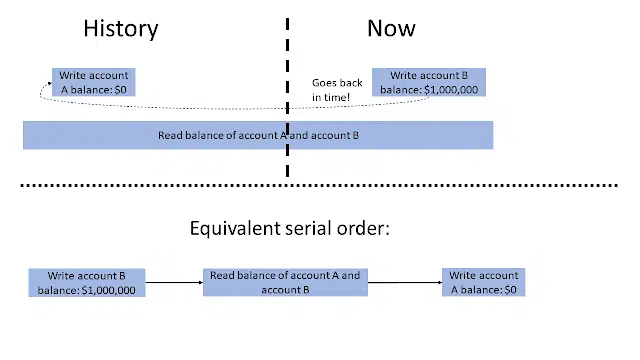 History
Now
Write account
A balance: $0
Goes back
in time!
Write account B
balance: $1,000,000
Read balance of account A and account B
Equivalent serial order:
Write account B
balance: $1,000,000
Read balance of account A and
account B
Write account
A balance: $0